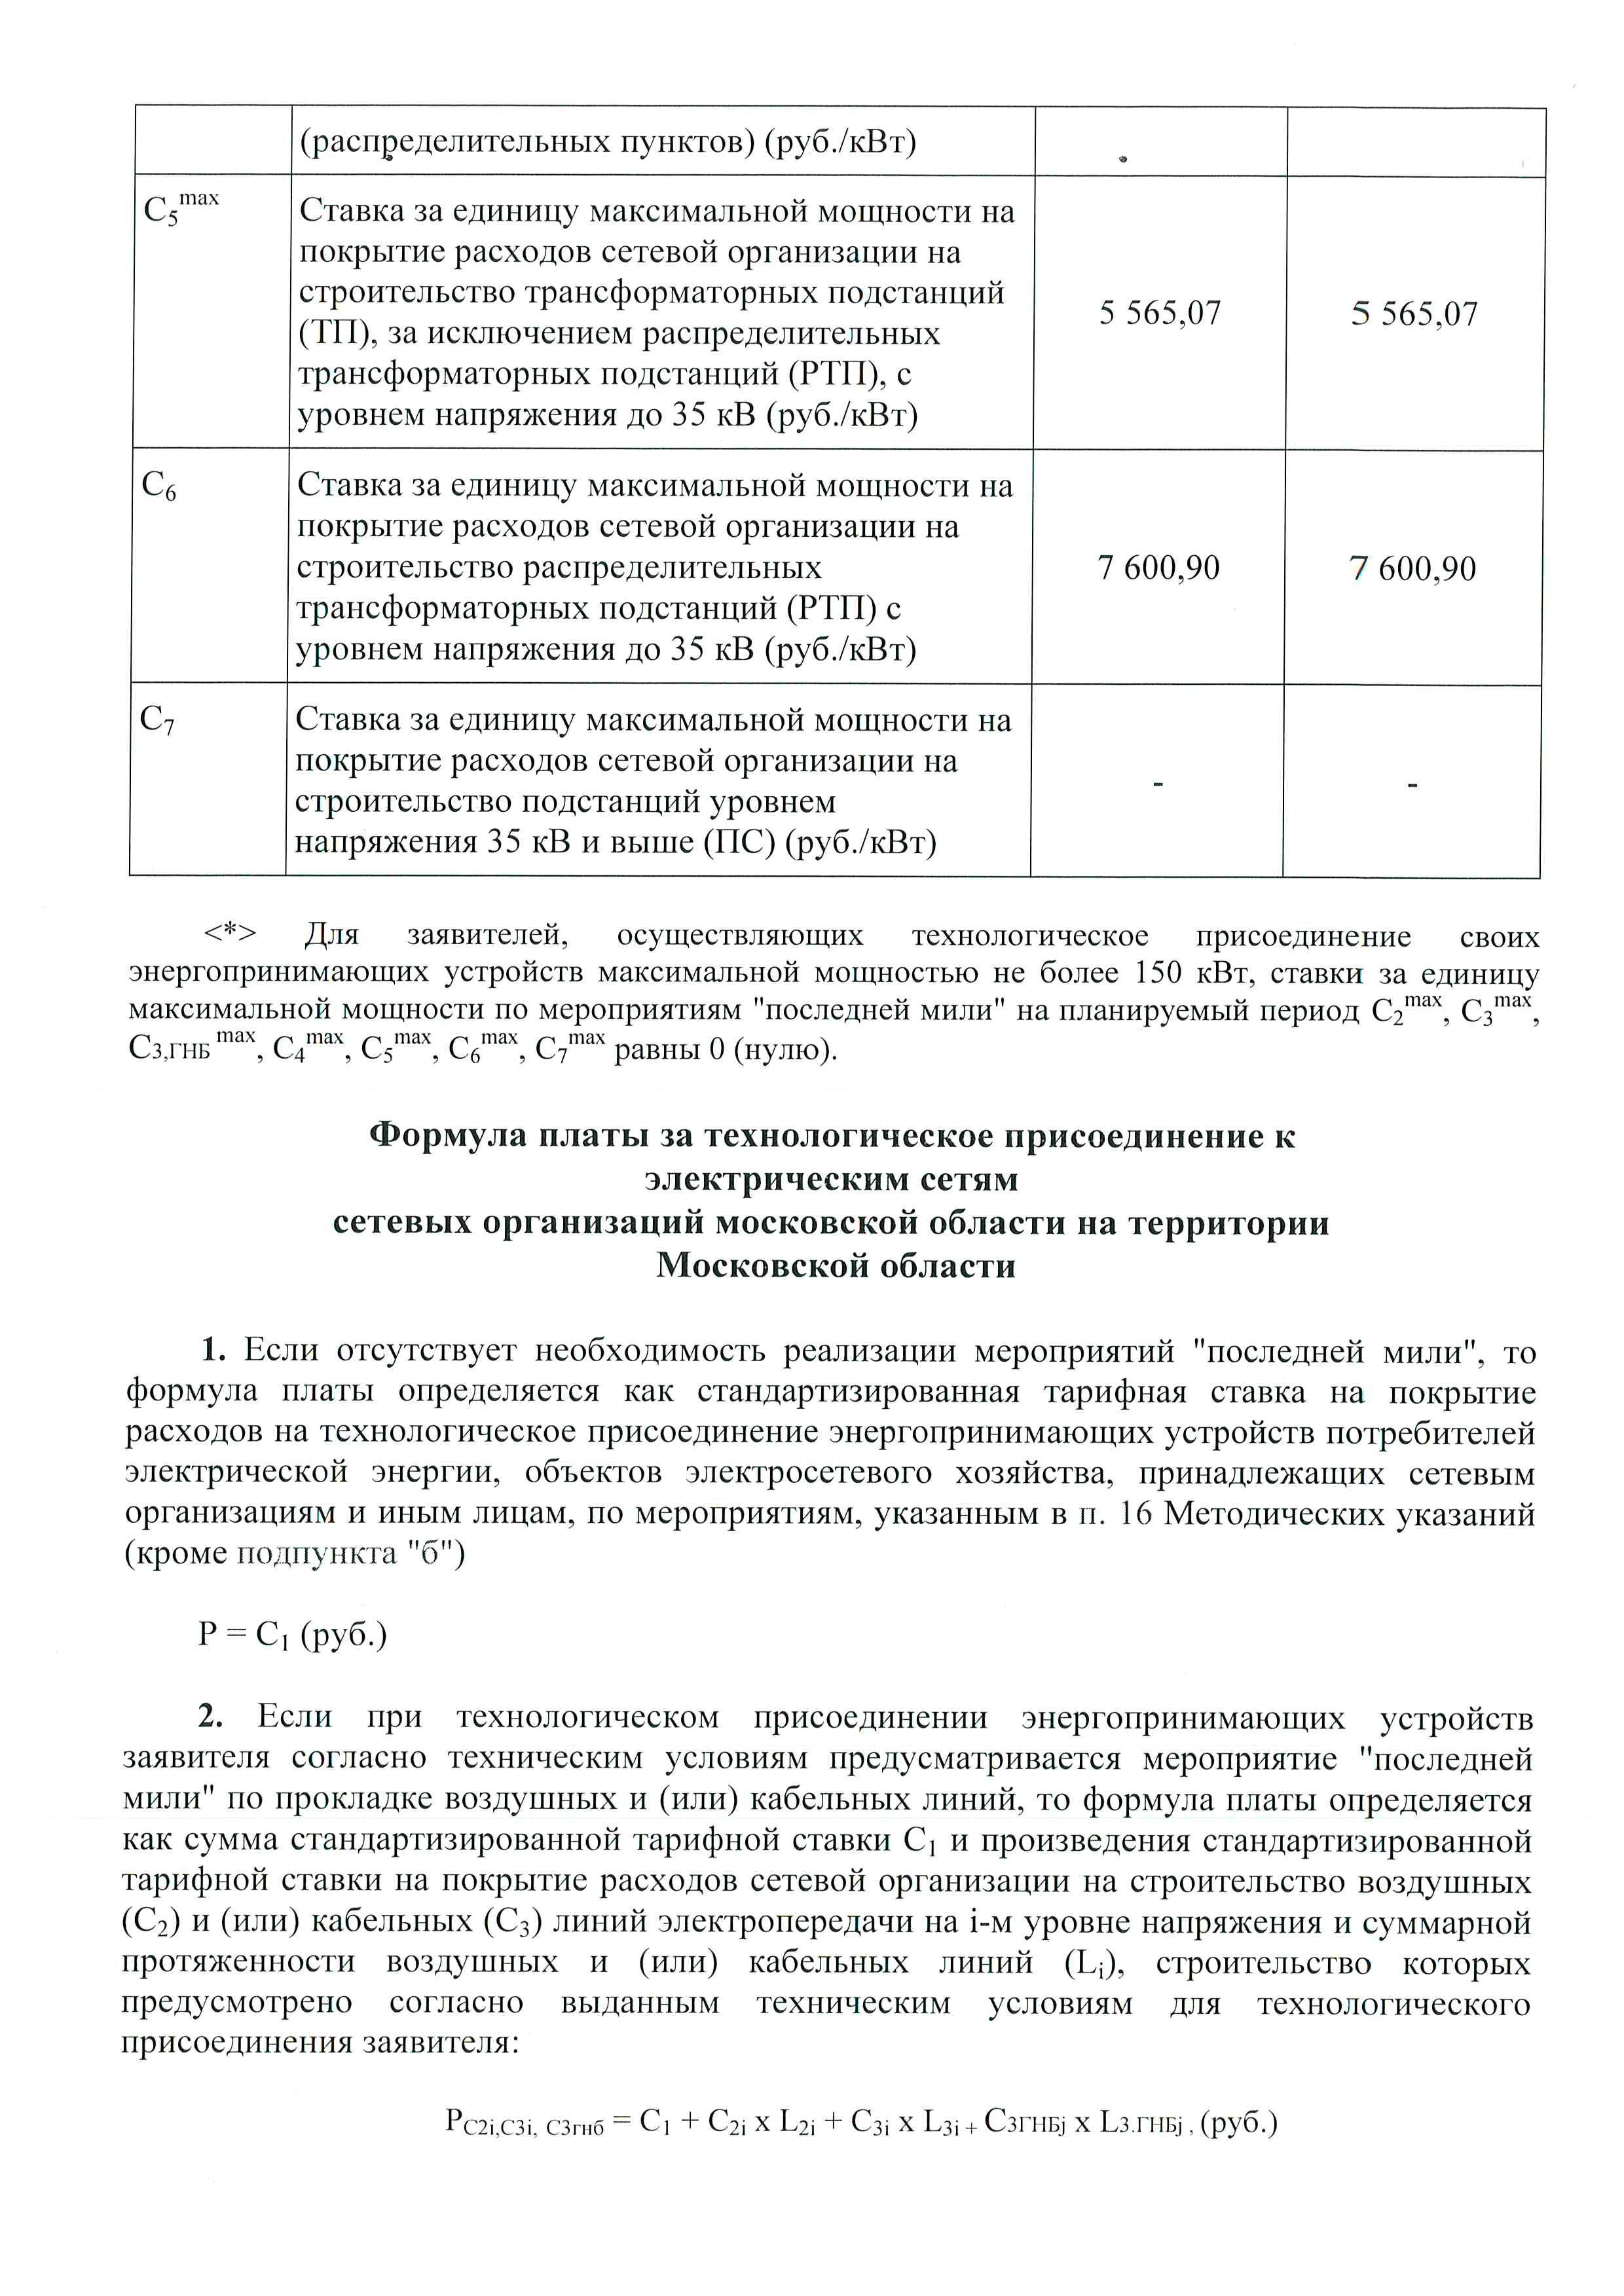 (распределительных пунктов) (руб./кВт)
C₅ᵐᵃˣ
Ставка за единицу максимальной мощности на
покрытие расходов сетевой организации на
строительство трансформаторных подстанций
(ТП), за исключением распределительных
трансформаторных подстанций (РТП), с
уровнем напряжения до 35 кВ (руб./кВт)
5 565,07
5 565,07
C₆
Ставка за единицу максимальной мощности на
покрытие расходов сетевой организации на
строительство распределительных
трансформаторных подстанций (РТП) с
уровнем напряжения до 35 кВ (руб./кВт)
7 600,90
7 600,90
C₇
Ставка за единицу максимальной мощности на
покрытие расходов сетевой организации на
строительство подстанций уровнем
напряжения 35 кВ и выше (ПС) (руб./кВт)
-
-
<*> Для заявителей, осуществляющих технологическое присоединение своих
энергопринимающих устройств максимальной мощностью не более 150 кВт, ставки за единицу
максимальной мощности по мероприятиям "последней мили" на планируемый период C₂ᵐᵃˣ, C₃ᵐᵃˣ,
C3,ГНБ ᵐᵃˣ, C₄ᵐᵃˣ, C₅ᵐᵃˣ, C₆ᵐᵃˣ, C₇ᵐᵃˣ равны 0 (нулю).
Формула платы за технологическое присоединение к
электрическим сетям
сетевых организаций московской области на территории
Московской области
1. Если отсутствует необходимость реализации мероприятий "последней мили", то
формула платы определяется как стандартизированная тарифная ставка на покрытие
расходов на технологическое присоединение энергопринимающих устройств потребителей
электрической энергии, объектов электросетевого хозяйства, принадлежащих сетевым
организациям и иным лицам, по мероприятиям, указанным в п. 16 Методических указаний
(кроме подпункта "б")
P = C₁ (руб.)
2. Если при технологическом присоединении энергопринимающих устройств
заявителя согласно техническим условиям предусматривается мероприятие "последней
мили" по прокладке воздушных и (или) кабельных линий, то формула платы определяется
как сумма стандартизированной тарифной ставки C₁ и произведения стандартизированной
тарифной ставки на покрытие расходов сетевой организации на строительство воздушных
(C₂) и (или) кабельных (C₃) линий электропередачи на i-м уровне напряжения и суммарной
протяженности воздушных и (или) кабельных линий (Lᵢ), строительство которых
предусмотрено согласно выданным техническим условиям для технологического
присоединения заявителя:
P C2i,C3i, C3гнб = C₁ + C₂ᵢ x L₂ᵢ + C₃ᵢ x L₃ᵢ + C3ГНБj x L3.ГНБj , (руб.)